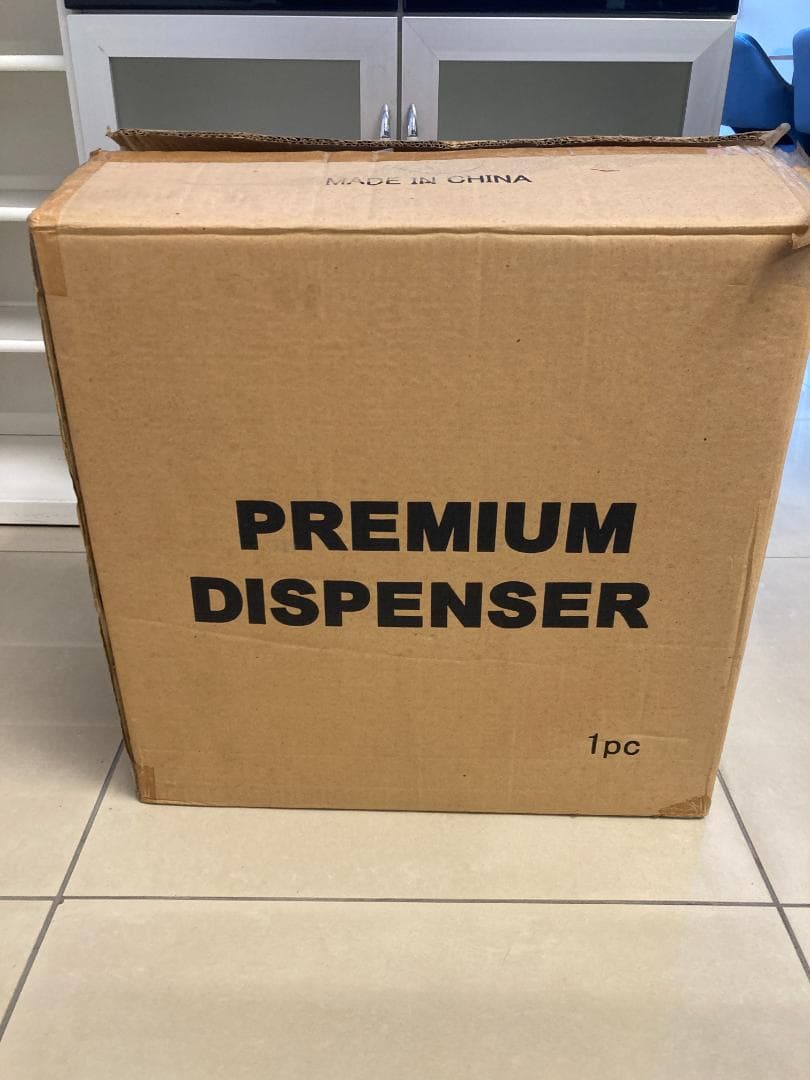 MADE IN CHINA
PREMIUM
DISPENSER
1pc